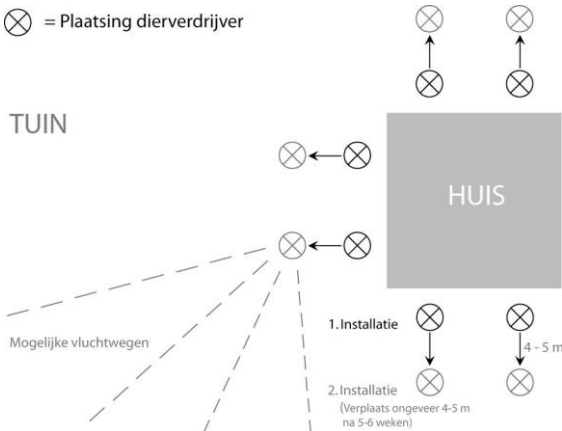 = Plaatsing dierverdrijver
TUIN
HUIS
Mogelijke vluchtwegen
1. Installatie
4 - 5 m
2. Installatie
(Verplaats ongeveer 4-5 m
na 5-6 weken)